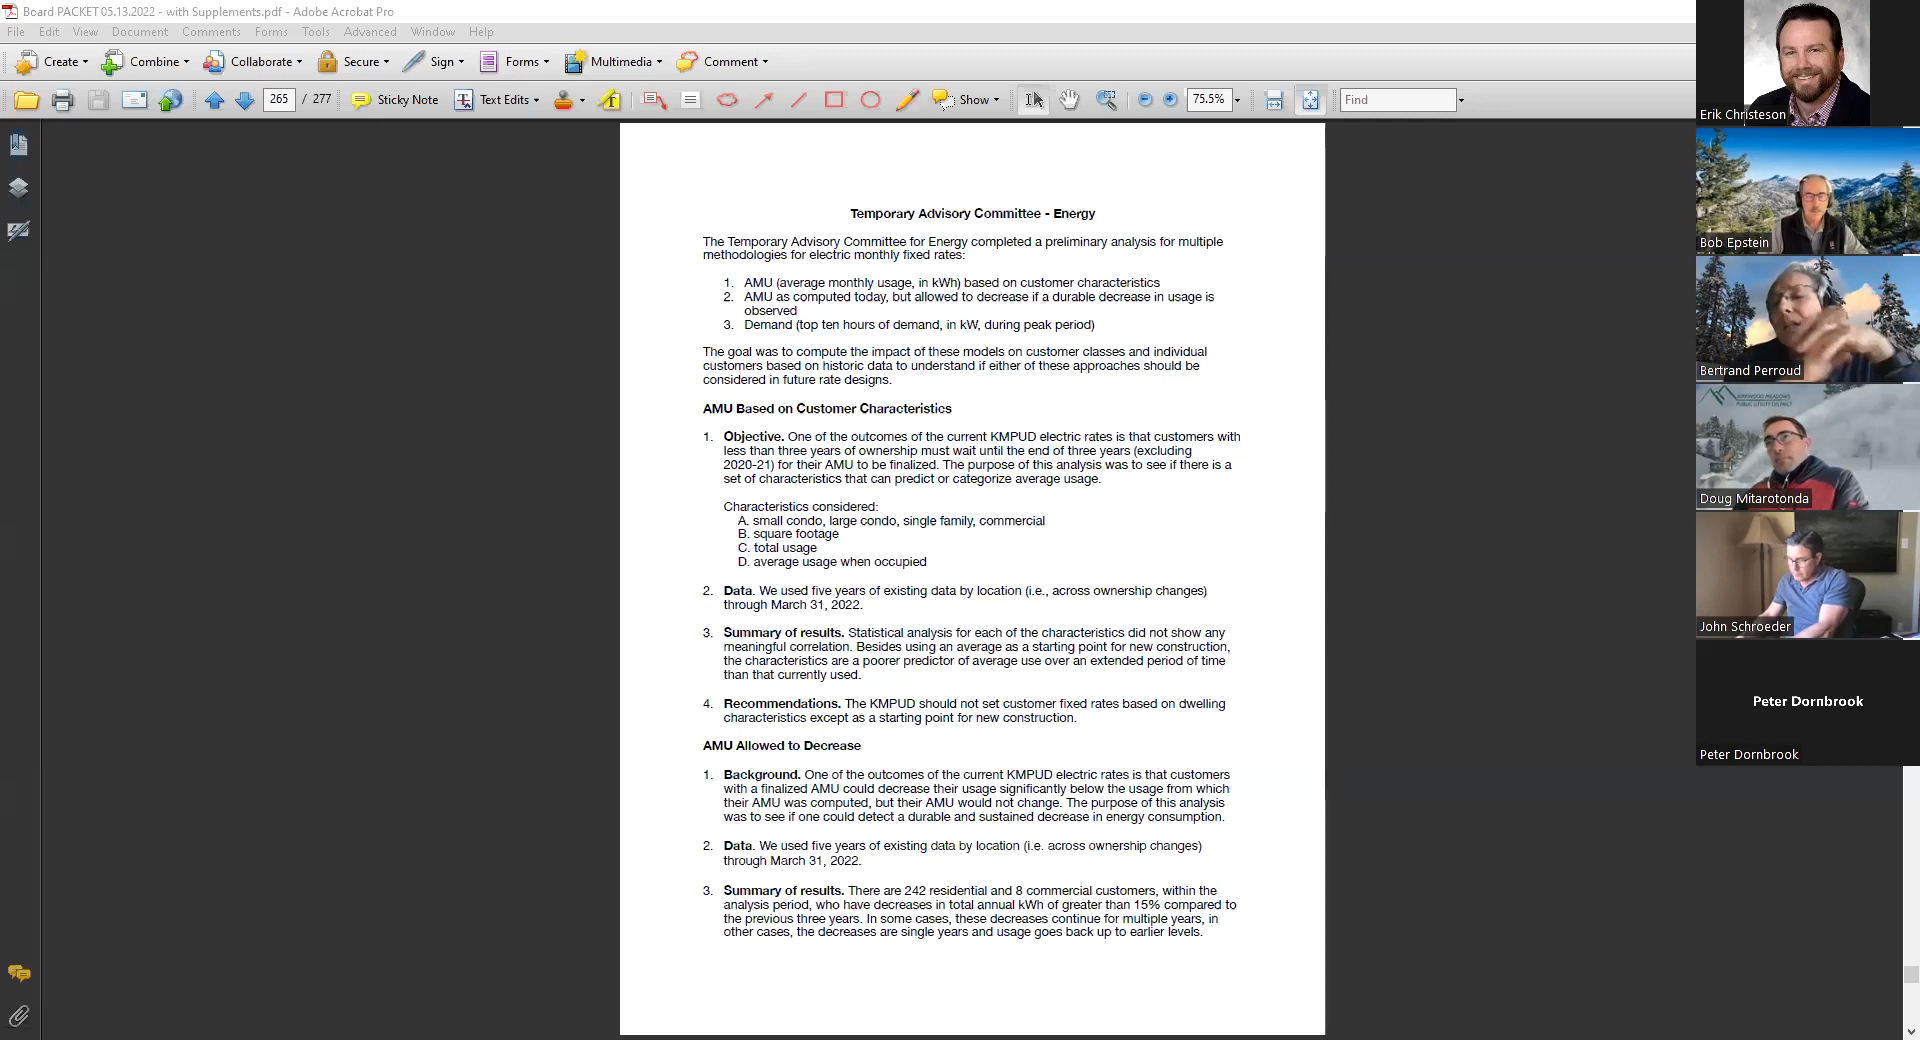 Board PACKET 05.13.2022 - with Supplements.pdf - Adobe Acrobat Pro
File Edit View Document Comments Forms Tools Advanced Window Help
Create Combine Collaborate Secure Sign Forms Multimedia Comment
265 / 277 Sticky Note Text Edits Show 75.5% Find
Temporary Advisory Committee - Energy
The Temporary Advisory Committee for Energy completed a preliminary analysis for multiple
methodologies for electric monthly fixed rates:
1. AMU (average monthly usage, in kWh) based on customer characteristics
2. AMU as computed today, but allowed to decrease if a durable decrease in usage is
observed
3. Demand (top ten hours of demand, in kW, during peak period)
The goal was to compute the impact of these models on customer classes and individual
customers based on historic data to understand if either of these approaches should be
considered in future rate designs.
AMU Based on Customer Characteristics
1. Objective. One of the outcomes of the current KMPUD electric rates is that customers with
less than three years of ownership must wait until the end of three years (excluding
2020-21) for their AMU to be finalized. The purpose of this analysis was to see if there is a
set of characteristics that can predict or categorize average usage.
Characteristics considered:
A. small condo, large condo, single family, commercial
B. square footage
C. total usage
D. average usage when occupied
2. Data. We used five years of existing data by location (i.e., across ownership changes)
through March 31, 2022.
3. Summary of results. Statistical analysis for each of the characteristics did not show any
meaningful correlation. Besides using an average as a starting point for new construction,
the characteristics are a poorer predictor of average use over an extended period of time
than that currently used.
4. Recommendations. The KMPUD should not set customer fixed rates based on dwelling
characteristics except as a starting point for new construction.
AMU Allowed to Decrease
1. Background. One of the outcomes of the current KMPUD electric rates is that customers
with a finalized AMU could decrease their usage significantly below the usage from which
their AMU was computed, but their AMU would not change. The purpose of this analysis
was to see if one could detect a durable and sustained decrease in energy consumption.
2. Data. We used five years of existing data by location (i.e. across ownership changes)
through March 31, 2022.
3. Summary of results. There are 242 residential and 8 commercial customers, within the
analysis period, who have decreases in total annual kWh of greater than 15% compared to
the previous three years. In some cases, these decreases continue for multiple years, in
other cases, the decreases are single years and usage goes back up to earlier levels.
Erik Christeson
Bob Epstein
Bertrand Perroud
KIRKWOOD MEADOWS
PUBLIC UTILITY DISTRICT
Doug Mitarotonda
John Schroeder
Peter Dornbrook
Peter Dornbrook